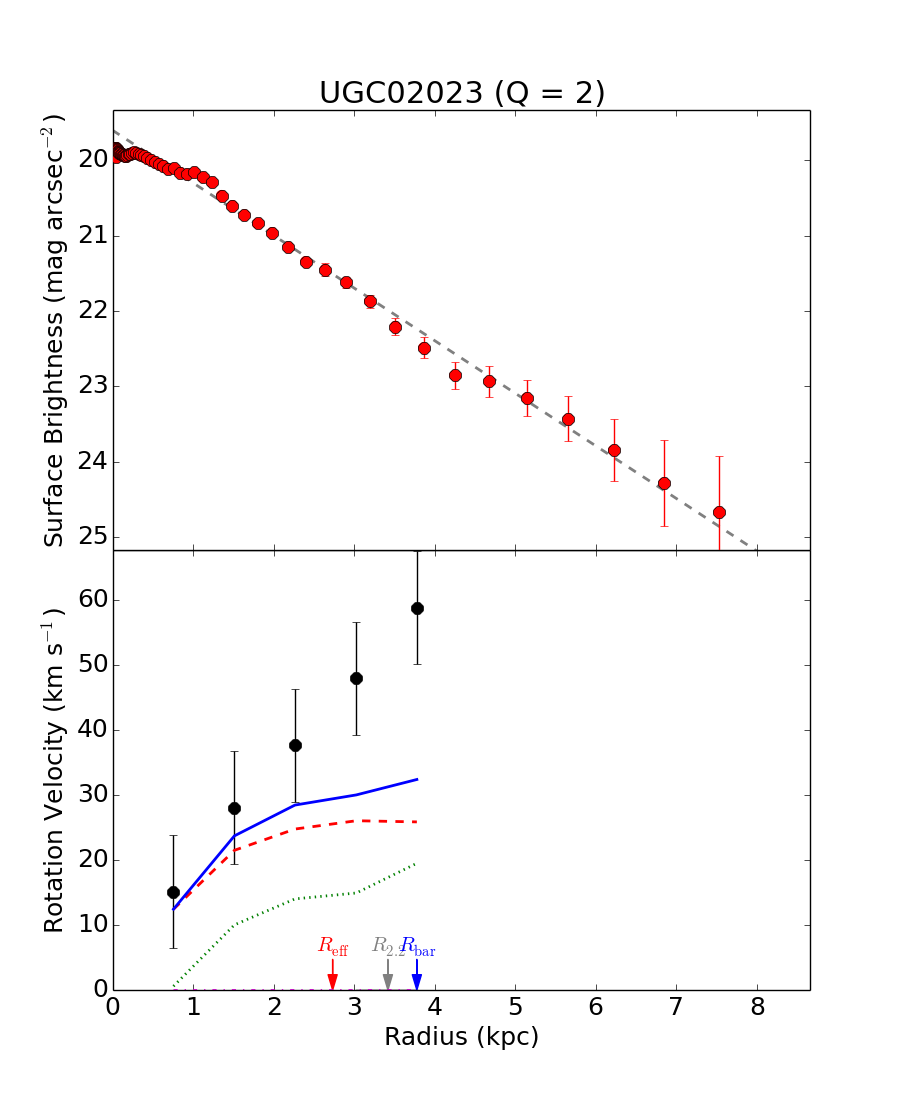 UGC02023 (Q = 2)
Surface Brightness (mag arcsec⁻²)
20
21
22
23
24
25
Rotation Velocity (km s⁻¹)
60
50
40
30
20
10
0
R_eff R_2.2 R_bar
0 1 2 3 4 5 6 7 8
Radius (kpc)